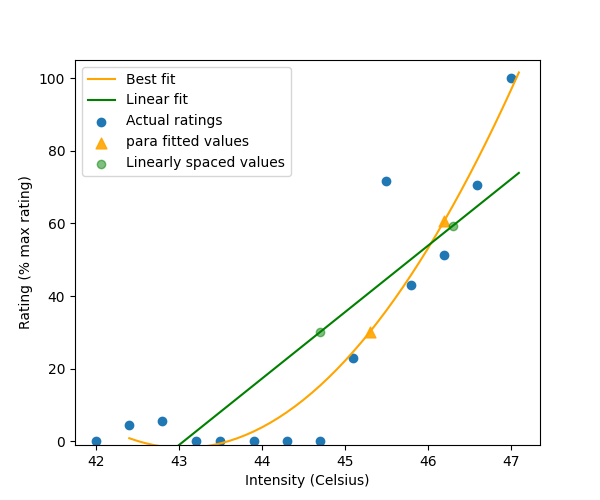 Best fit
Linear fit
Actual ratings
para fitted values
Linearly spaced values
100
80
60
40
20
0
Rating (% max rating)
42 43 44 45 46 47
Intensity (Celsius)